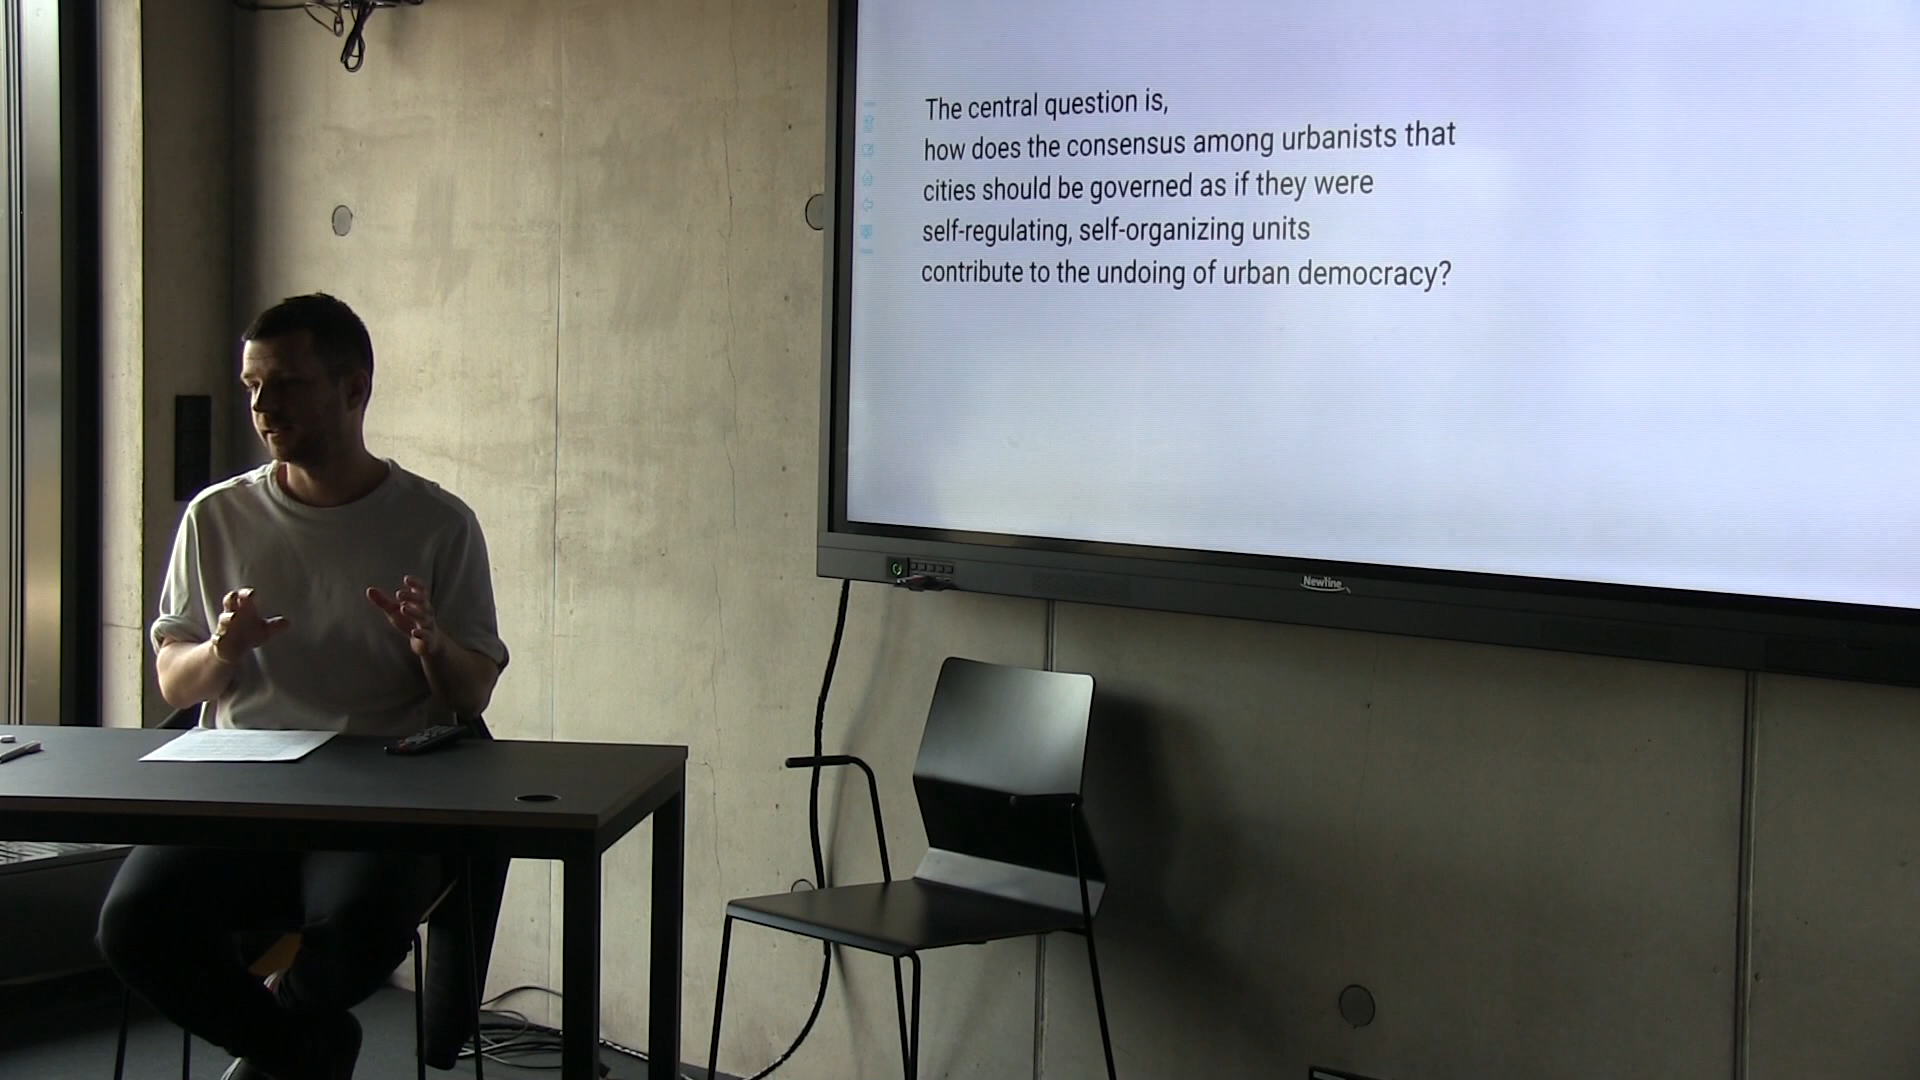 The central question is,
how does the consensus among urbanists that
cities should be governed as if they were
self-regulating, self-organizing units
contribute to the undoing of urban democracy?
Newline